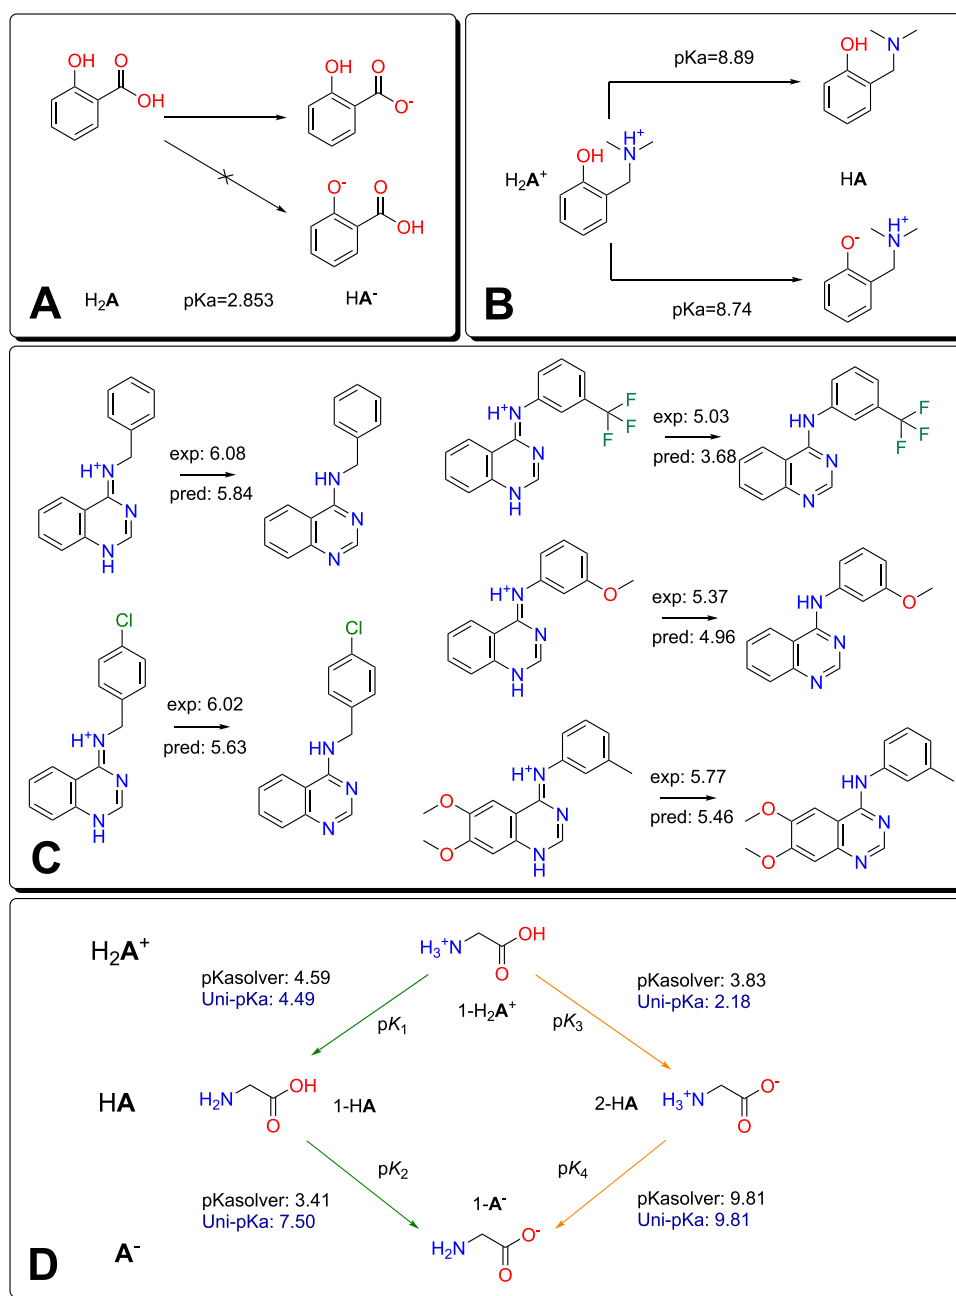 OH
O
OH
OH
O
O-
O-
O
OH
A
H2A
pKa=2.853
HA-
pKa=8.89
OH
N
H2A+
OH
H+
N
HA
O-
H+
N
pKa=8.74
B
H+
N
N
N
H
exp: 6.08
pred: 5.84
HN
N
N
H+
N
F
F
F
N
N
H
exp: 5.03
pred: 3.68
HN
F
F
F
N
N
H+
N
O
N
N
H
exp: 5.37
pred: 4.96
HN
O
N
N
Cl
H+
N
N
N
H
exp: 6.02
pred: 5.63
Cl
HN
N
N
H+
N
O
O
N
N
H
exp: 5.77
pred: 5.46
HN
O
O
N
N
C
H2A+
H3+N
OH
O
1-H2A+
pKasolver: 4.59
Uni-pKa: 4.49
pK1
pK3
pKasolver: 3.83
Uni-pKa: 2.18
HA
H2N
OH
O
1-HA
2-HA
H3+N
O-
O
pK2
pK4
pKasolver: 3.41
Uni-pKa: 7.50
pKasolver: 9.81
Uni-pKa: 9.81
1-A-
H2N
O-
O
A-
D